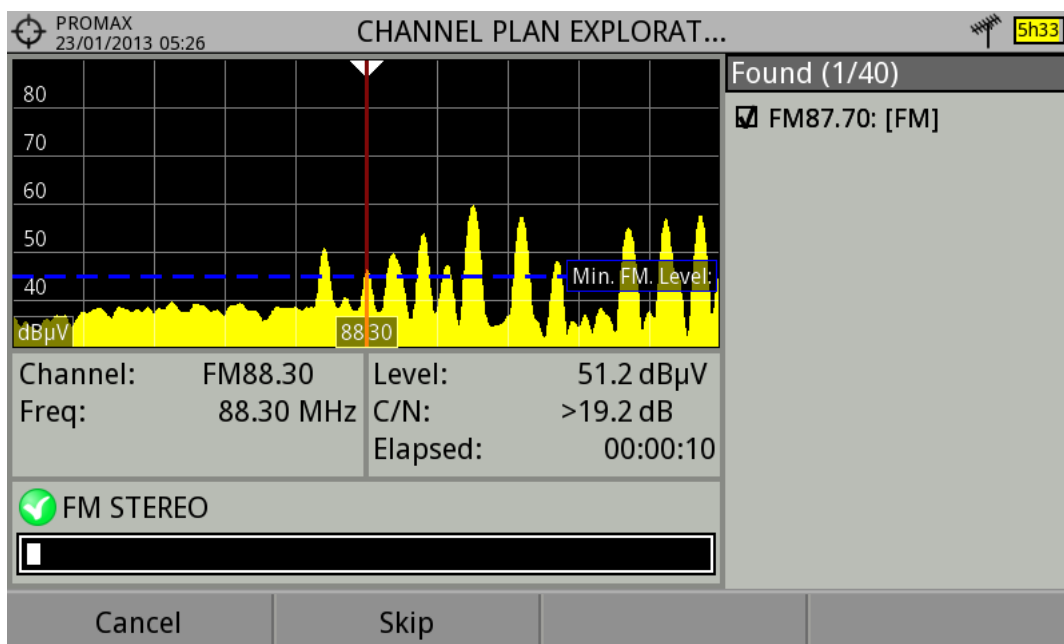 PROMAX
23/01/2013 05:26
CHANNEL PLAN EXPLORAT...
5h33
80
70
60
50
40
dBµV
Min. FM. Level:
88.30
Found (1/40)
FM87.70: [FM]
Channel: FM88.30
Freq: 88.30 MHz
Level: 51.2 dBµV
C/N: >19.2 dB
Elapsed: 00:00:10
FM STEREO
Cancel
Skip